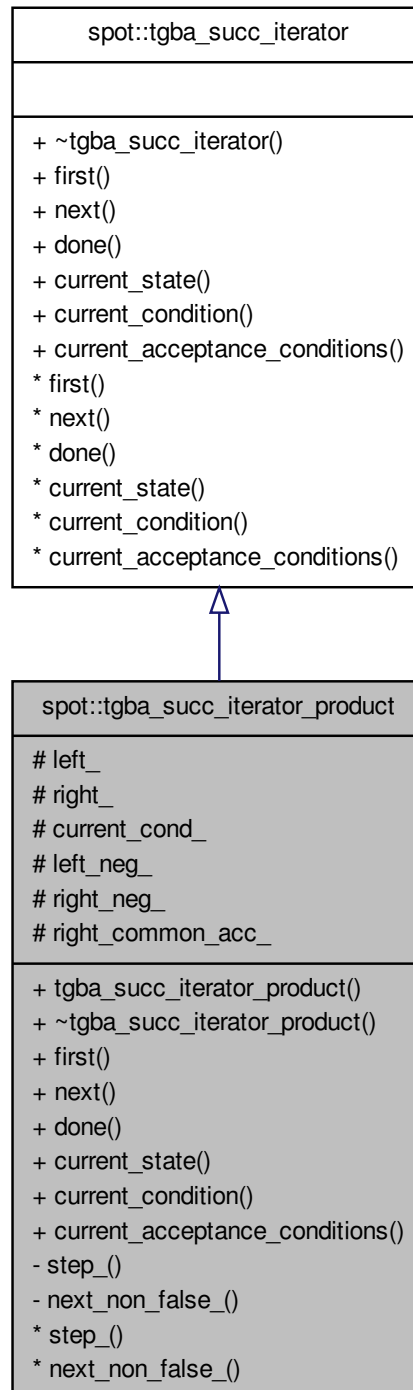 spot::tgba_succ_iterator
+ ~tgba_succ_iterator()
+ first()
+ next()
+ done()
+ current_state()
+ current_condition()
+ current_acceptance_conditions()
* first()
* next()
* done()
* current_state()
* current_condition()
* current_acceptance_conditions()
spot::tgba_succ_iterator_product
# left_
# right_
# current_cond_
# left_neg_
# right_neg_
# right_common_acc_
+ tgba_succ_iterator_product()
+ ~tgba_succ_iterator_product()
+ first()
+ next()
+ done()
+ current_state()
+ current_condition()
+ current_acceptance_conditions()
- step_()
- next_non_false_()
* step_()
* next_non_false_()